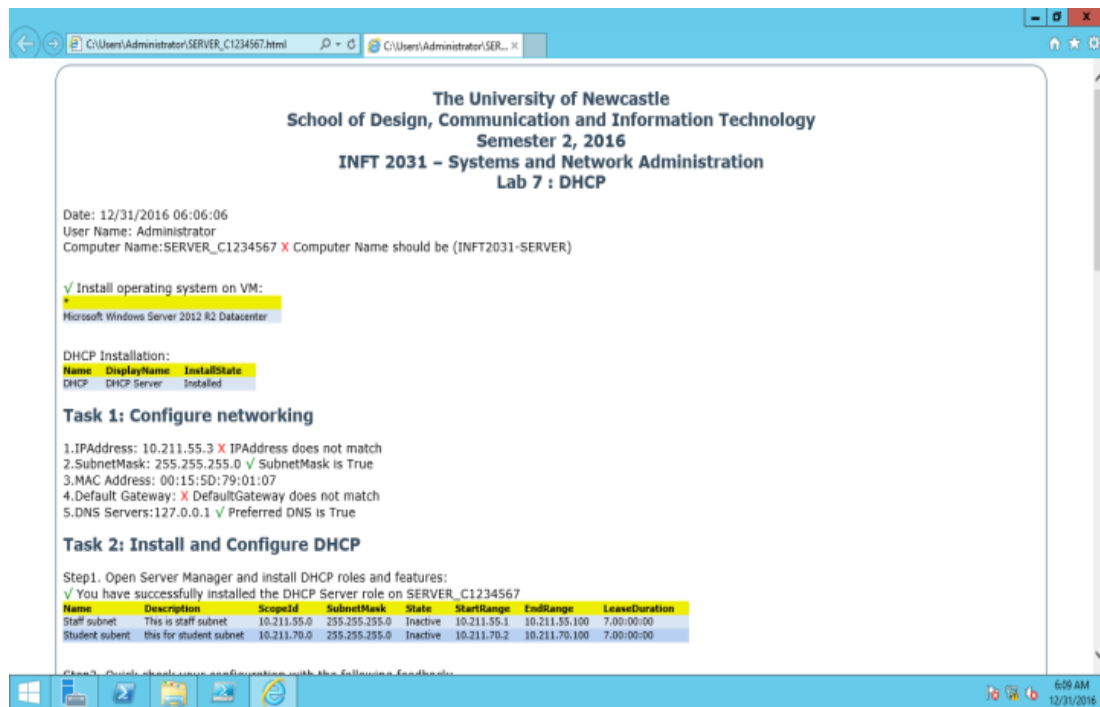 C:\Users\Administrator\SERVER_C1234567.html
C:\Users\Administrator\SER...
The University of Newcastle
School of Design, Communication and Information Technology
Semester 2, 2016
INFT 2031 – Systems and Network Administration
Lab 7 : DHCP
Date: 12/31/2016 06:06:06
User Name: Administrator
Computer Name:SERVER_C1234567 X Computer Name should be (INFT2031-SERVER)
√ Install operating system on VM:
*
Microsoft Windows Server 2012 R2 Datacenter
DHCP Installation:
Name DisplayName InstallState
DHCP DHCP Server Installed
Task 1: Configure networking
1.IPAddress: 10.211.55.3 X IPAddress does not match
2.SubnetMask: 255.255.255.0 √ SubnetMask is True
3.MAC Address: 00:15:5D:79:01:07
4.Default Gateway: X DefaultGateway does not match
5.DNS Servers:127.0.0.1 √ Preferred DNS is True
Task 2: Install and Configure DHCP
Step1. Open Server Manager and install DHCP roles and features:
√ You have successfully installed the DHCP Server role on SERVER_C1234567
Name Description ScopeId SubnetMask State StartRange EndRange LeaseDuration
Staff subnet This is staff subnet 10.211.55.0 255.255.255.0 Inactive 10.211.55.1 10.211.55.100 7.00:00:00
Student subent this for student subnet 10.211.70.0 255.255.255.0 Inactive 10.211.70.2 10.211.70.100 7.00:00:00
Step2. Quick check your configuration with the following feedback:
6:09 AM
12/31/2016